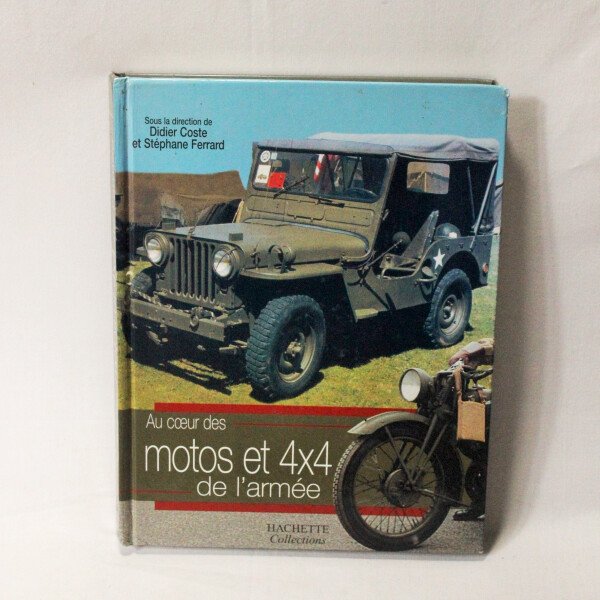 Sous la direction de
Didier Coste
et Stéphane Ferrard
Au cœur des
motos et 4x4
de l'armée
HACHETTE
Collections